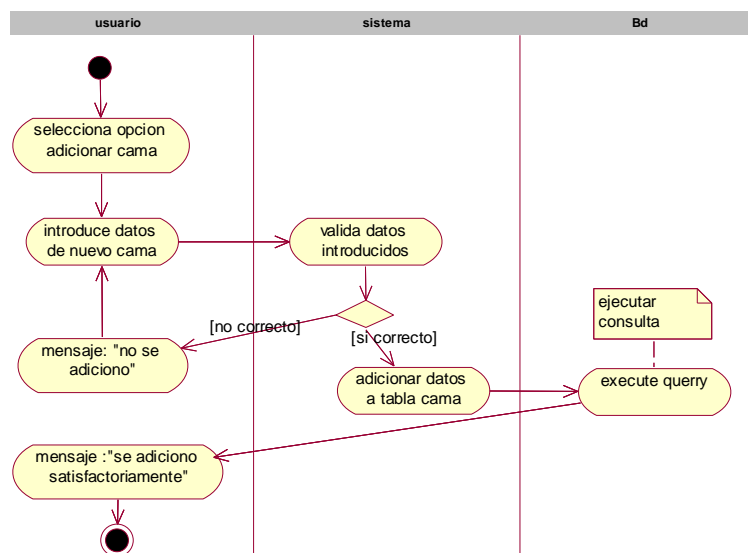 usuario
sistema
Bd
selecciona opcion
adicionar cama
introduce datos
de nuevo cama
valida datos
introducidos
ejecutar
consulta
[no correcto]
[si correcto]
mensaje: "no se
adiciono"
adicionar datos
a tabla cama
execute querry
mensaje :"se adiciono
satisfactoriamente"